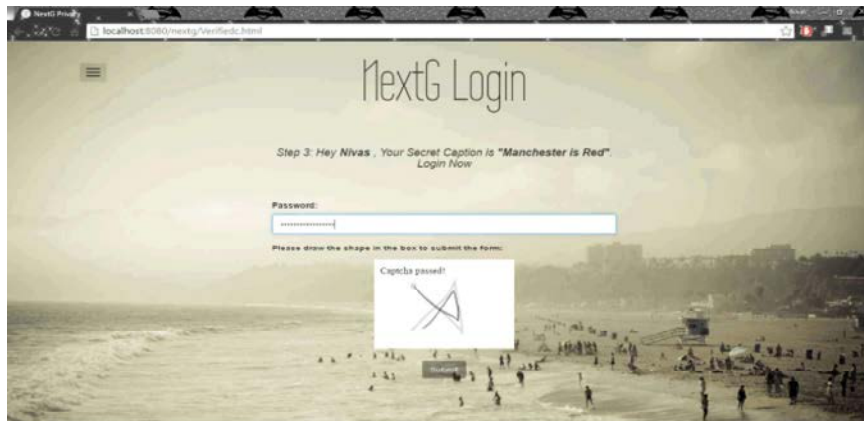 NextG Privacy
localhost:8080/nextg/Verifiedc.html
NextG Login
Step 3: Hey Nivas , Your Secret Caption is "Manchester is Red".
Login Now
Password:
Please draw the shape in the box to submit the form:
Captcha passed!